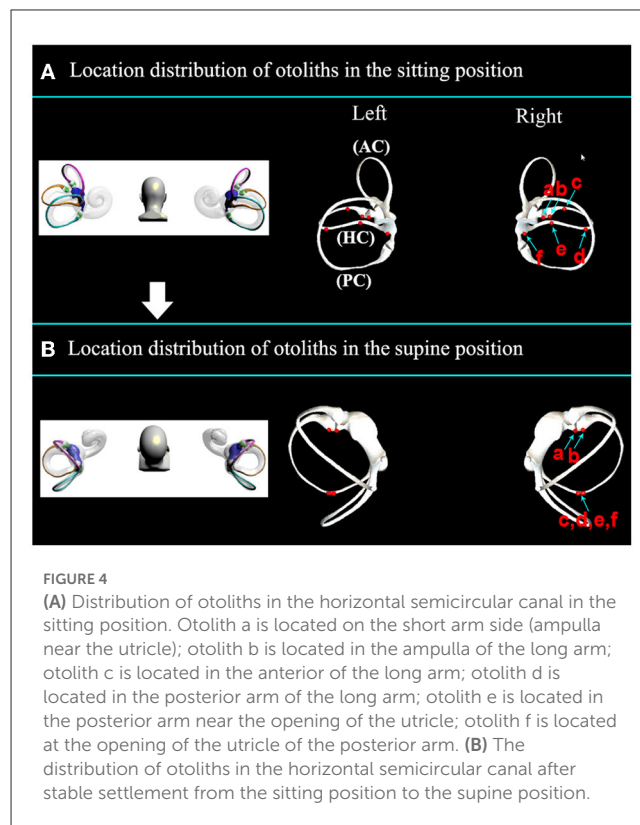 A Location distribution of otoliths in the sitting position
Left
Right
(AC)
a b c
(HC)
f e d
(PC)
B Location distribution of otoliths in the supine position
a b
c,d,e,f
FIGURE 4
(A) Distribution of otoliths in the horizontal semicircular canal in the
sitting position. Otolith a is located on the short arm side (ampulla
near the utricle); otolith b is located in the ampulla of the long arm;
otolith c is located in the anterior of the long arm; otolith d is
located in the posterior arm of the long arm; otolith e is located in
the posterior arm near the opening of the utricle; otolith f is located
at the opening of the utricle of the posterior arm. (B) The
distribution of otoliths in the horizontal semicircular canal after
stable settlement from the sitting position to the supine position.